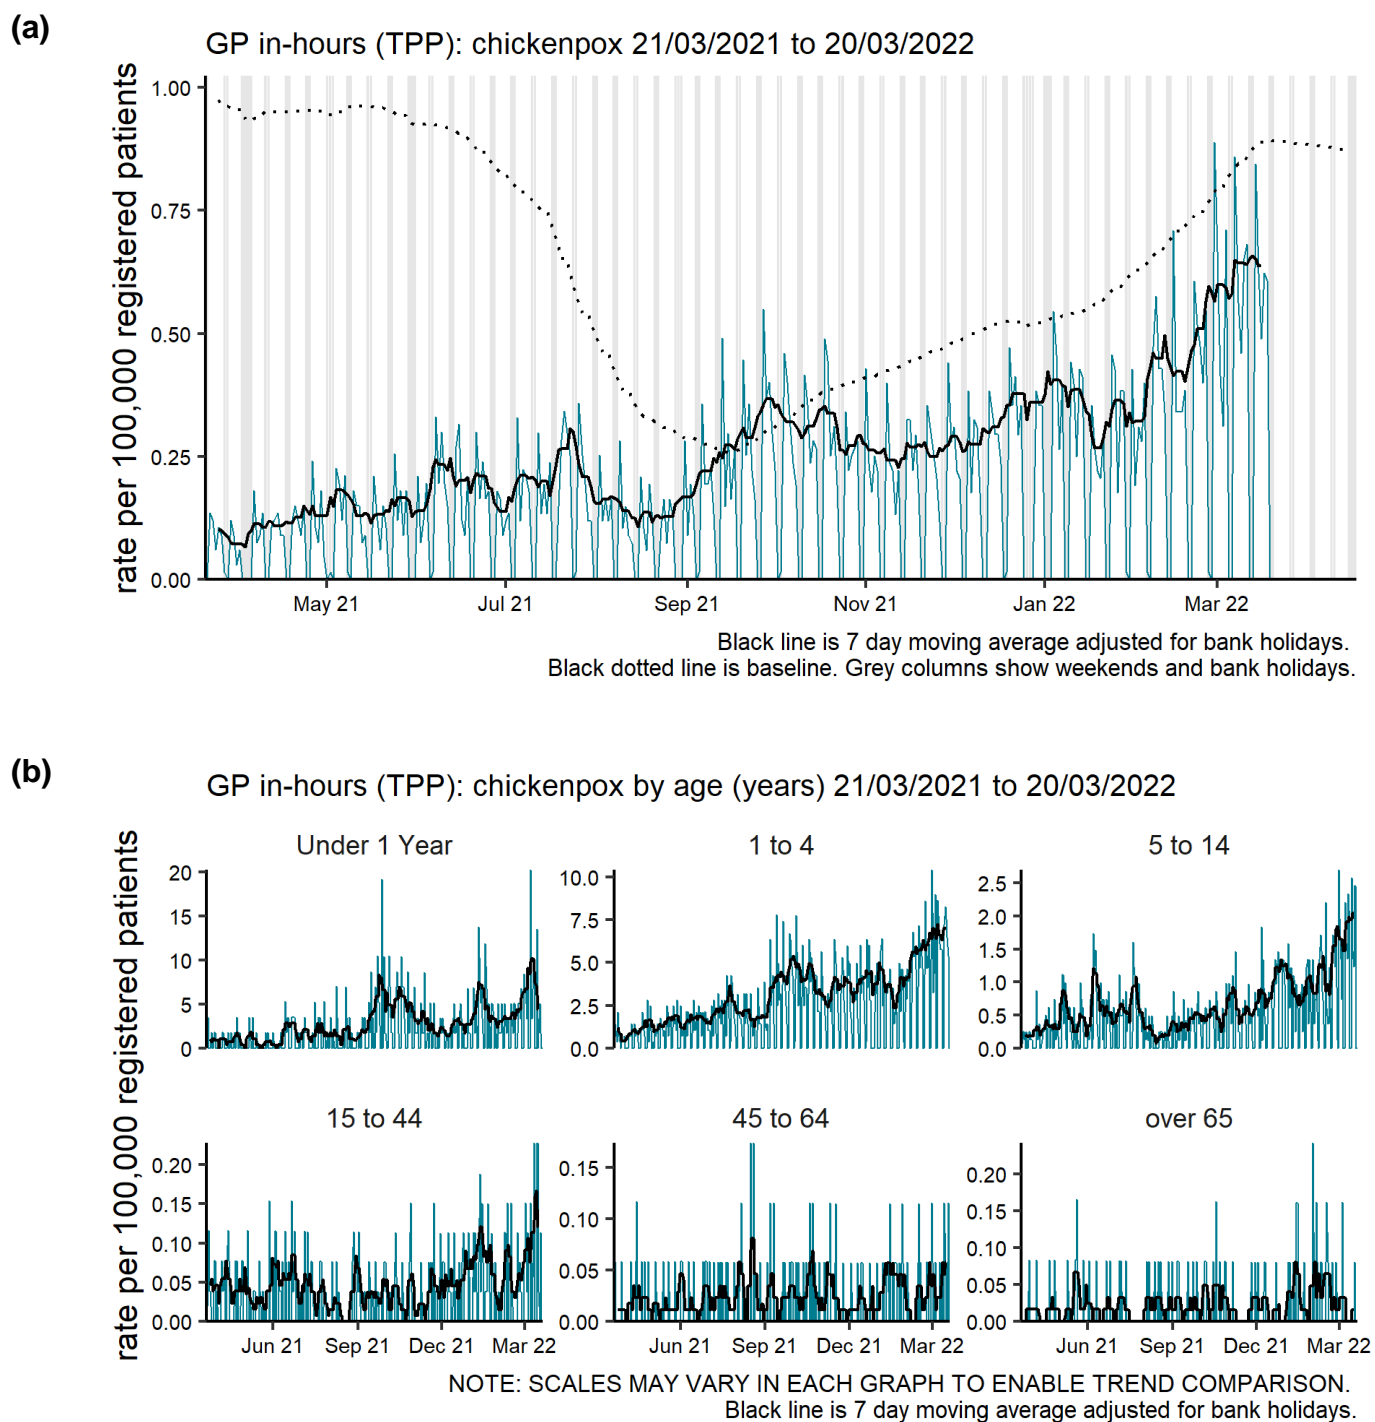 (a)
GP in-hours (TPP): chickenpox 21/03/2021 to 20/03/2022
rate per 100,000 registered patients
1.00
0.75
0.50
0.25
0.00
May 21 Jul 21 Sep 21 Nov 21 Jan 22 Mar 22
Black line is 7 day moving average adjusted for bank holidays.
Black dotted line is baseline. Grey columns show weekends and bank holidays.
(b)
GP in-hours (TPP): chickenpox by age (years) 21/03/2021 to 20/03/2022
rate per 100,000 registered patients
Under 1 Year
20
15
10
5
0
1 to 4
10.0
7.5
5.0
2.5
0.0
5 to 14
2.5
2.0
1.5
1.0
0.5
0.0
15 to 44
0.20
0.15
0.10
0.05
0.00
Jun 21 Sep 21 Dec 21 Mar 22
45 to 64
0.15
0.10
0.05
0.00
Jun 21 Sep 21 Dec 21 Mar 22
over 65
0.20
0.15
0.10
0.05
0.00
Jun 21 Sep 21 Dec 21 Mar 22
NOTE: SCALES MAY VARY IN EACH GRAPH TO ENABLE TREND COMPARISON.
Black line is 7 day moving average adjusted for bank holidays.